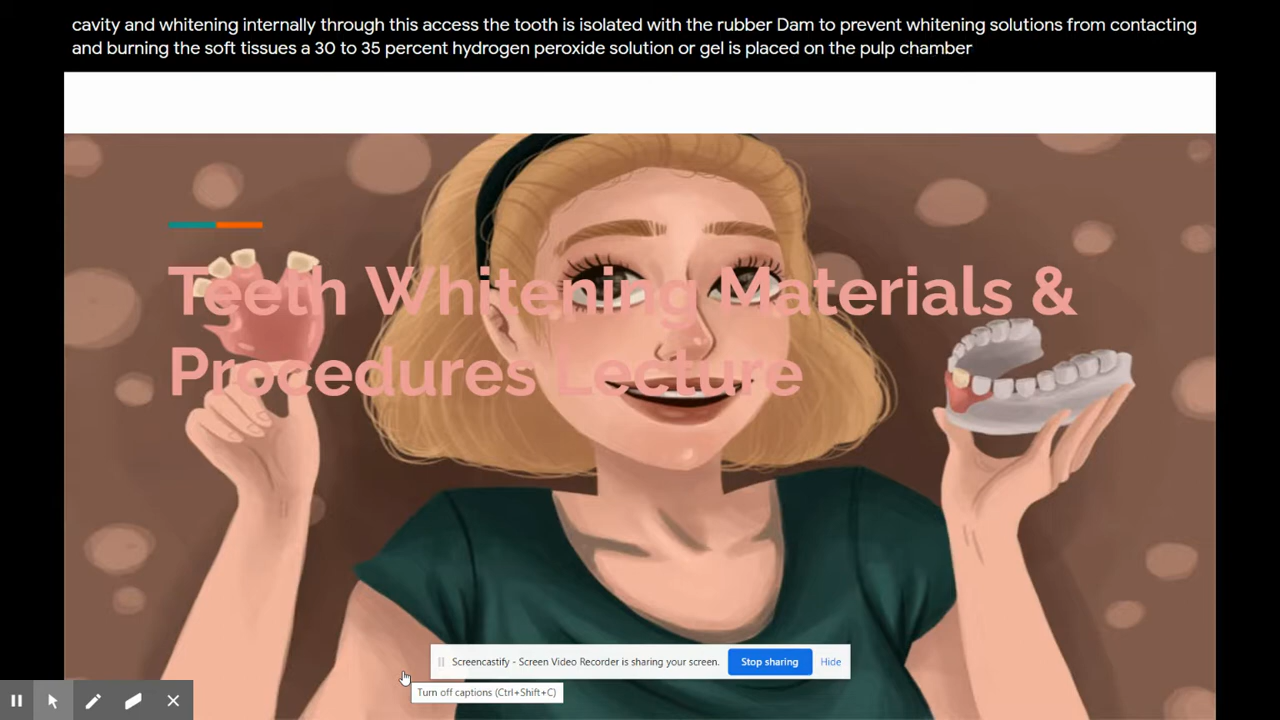 cavity and whitening internally through this access the tooth is isolated with the rubber Dam to prevent whitening solutions from contacting
and burning the soft tissues a 30 to 35 percent hydrogen peroxide solution or gel is placed on the pulp chamber
Teeth Whitening Materials &
Procedures Lecture
Screencastify - Screen Video Recorder is sharing your screen. Stop sharing Hide
Turn off captions (Ctrl+Shift+C)